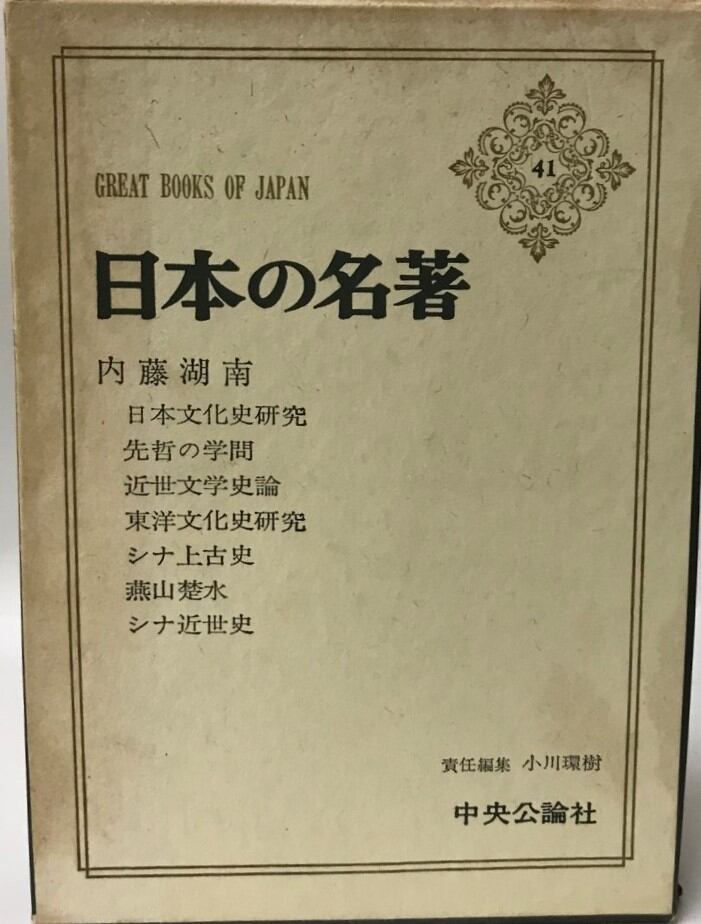 41
GREAT BOOKS OF JAPAN
日本の名著
内藤湖南
日本文化史研究
先哲の学問
近世文学史論
東洋文化史研究
シナ上古史
燕山楚水
シナ近世史
責任編集 小川環樹
中央公論社